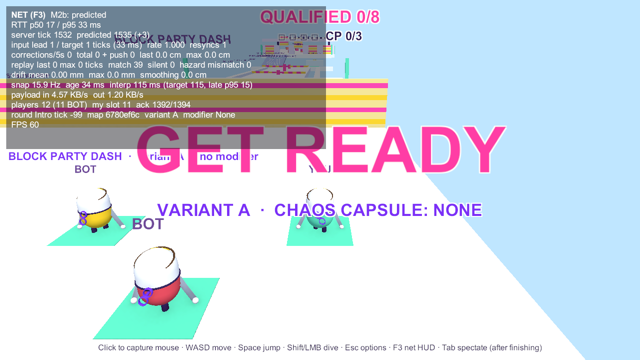 NET (F3) M2b: predicted
RTT p50 17 / p95 33 ms
server tick 1532 predicted 1535 (+3)
input lead 1 / target 1 ticks (33 ms) rate 1.000 resyncs 1
corrections/5s 0 total 0 + push 0 last 0.0 cm max 0.0 cm
replay last 0 max 0 ticks match 39 silent 0 hazard mismatch 0
drift mean 0.00 mm max 0.0 mm smoothing 0.0 cm
snap 15.9 Hz age 34 ms interp 115 ms (target 115, late p95 15)
payload in 4.57 KB/s out 1.20 KB/s
players 12 (11 BOT) my slot 11 ack 1392/1394
round Intro tick -99 map 6780ef6c variant A modifier None
FPS 60
BLOCK PARTY DASH
QUALIFIED 0/8
CP 0/3
GET READY
BLOCK PARTY DASH · Variant A · no modifier
BOT
YOU
VARIANT A · CHAOS CAPSULE: NONE
BOT
Click to capture mouse · WASD move · Space jump · Shift/LMB dive · Esc options · F3 net HUD · Tab spectate (after finishing)